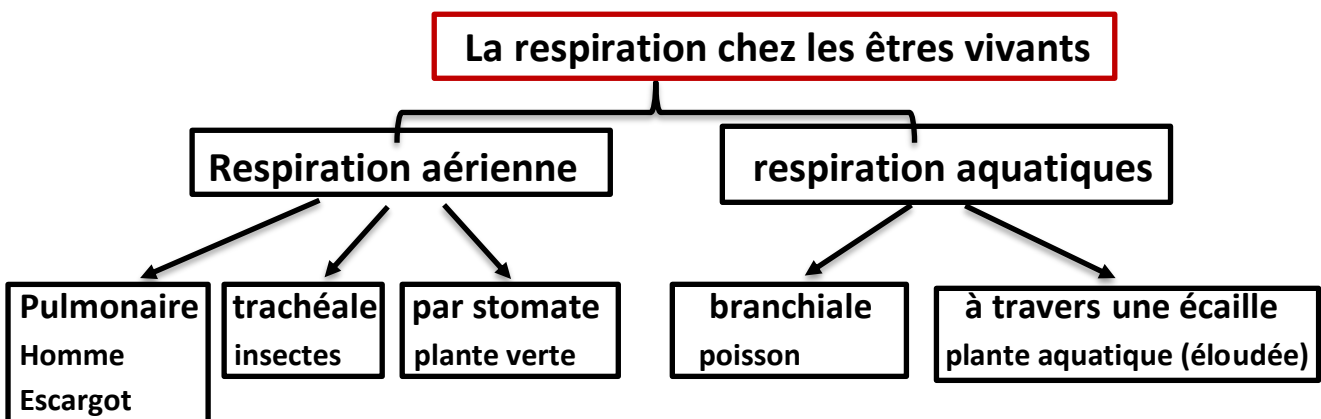 La respiration chez les êtres vivants
Respiration aérienne
respiration aquatiques
Pulmonaire
Homme
Escargot
trachéale
insectes
par stomate
plante verte
branchiale
poisson
à travers une écaille
plante aquatique (éloudée)